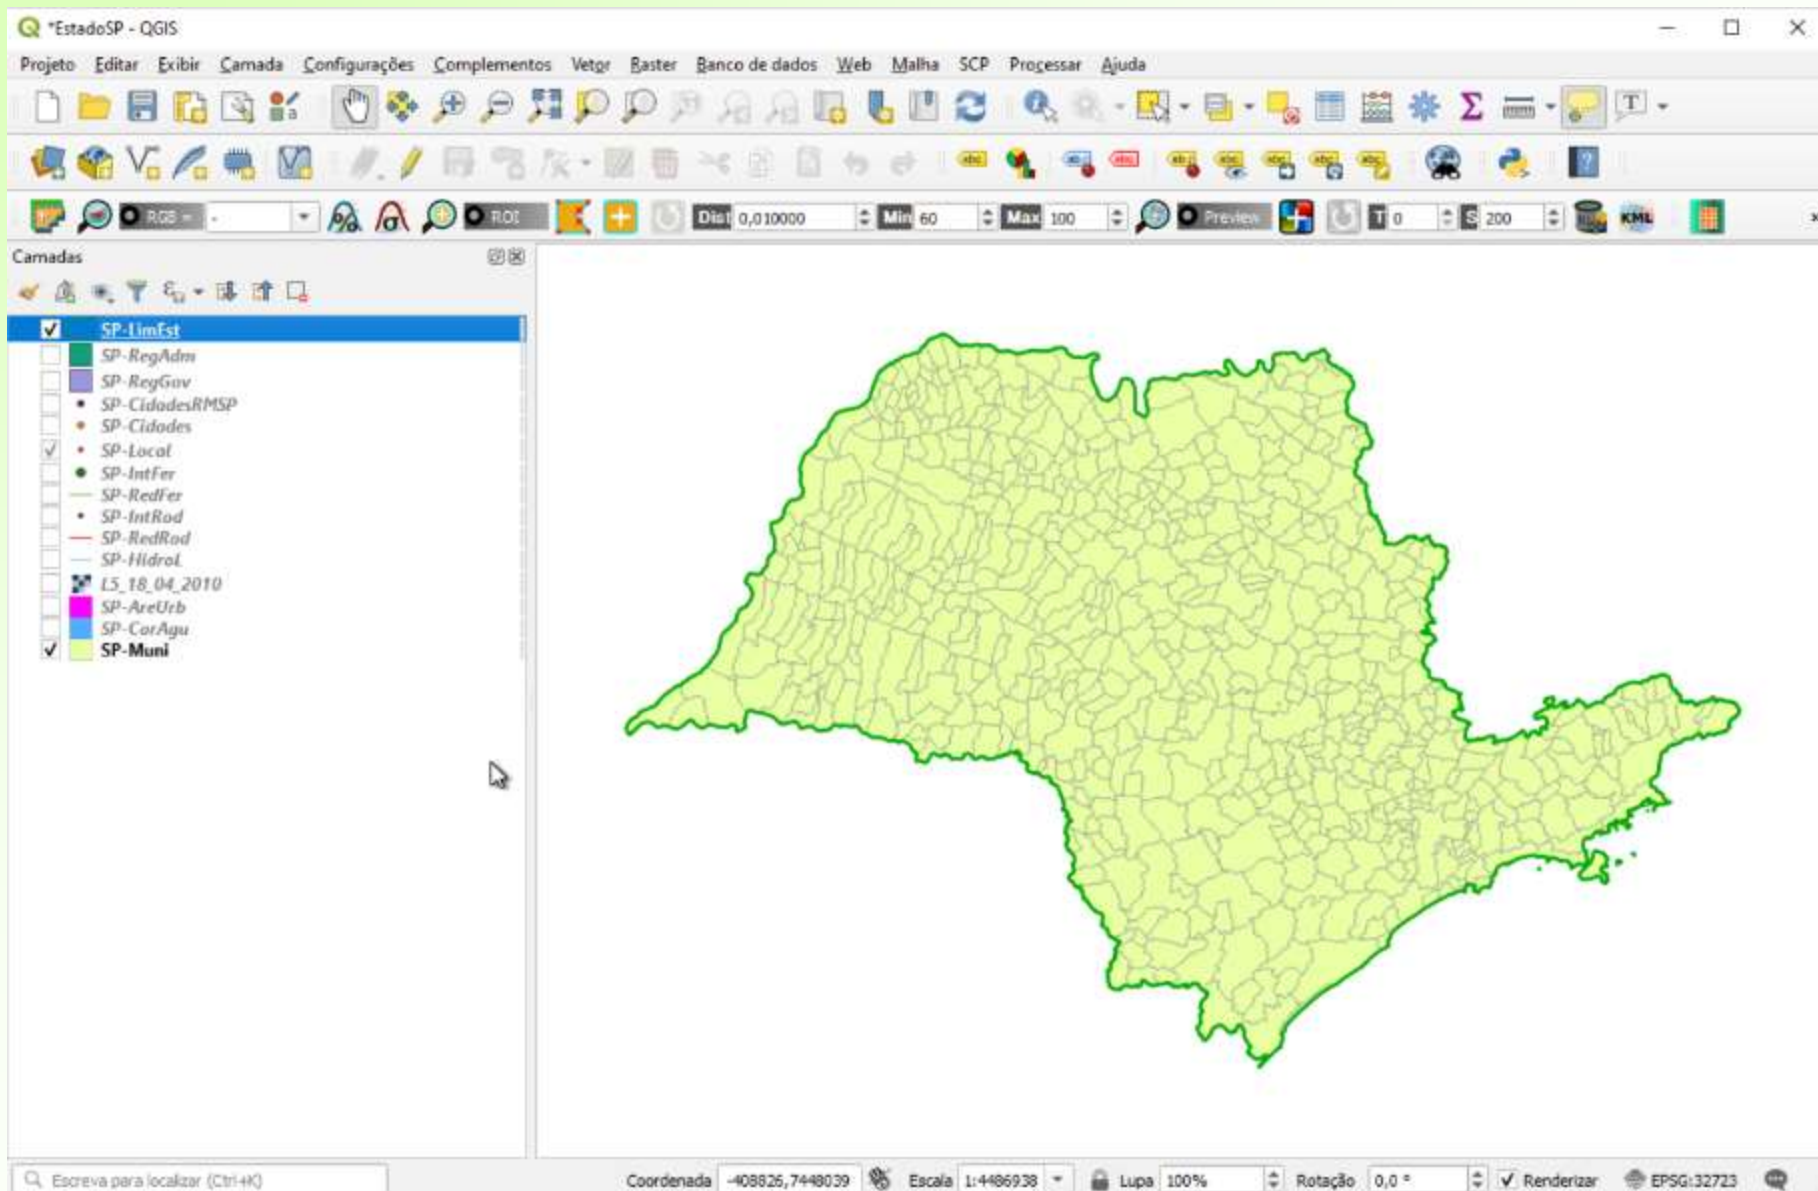 *EstadoSP - QGIS
Projeto Editar Exibir Camada Configurações Complementos Vetor Raster Banco de dados Web Malha SCP Processar Ajuda
RGB = - ROI Dist 0,010000 Min 60 Max 100 Preview T 0 S 200 KML
Camadas
SP-LimEst
SP-RegAdm
SP-RegGov
SP-CidadesRMSP
SP-Cidades
SP-Local
SP-IntFer
SP-RedFer
SP-IntRod
SP-RedRod
SP-HidroL
L5_18_04_2010
SP-AreUrb
SP-CorAgu
SP-Muni
Escreva para localizar (Ctrl+K) Coordenada -408826,7448039 Escala 1:4486938 Lupa 100% Rotação 0,0 ° Renderizar EPSG:32723